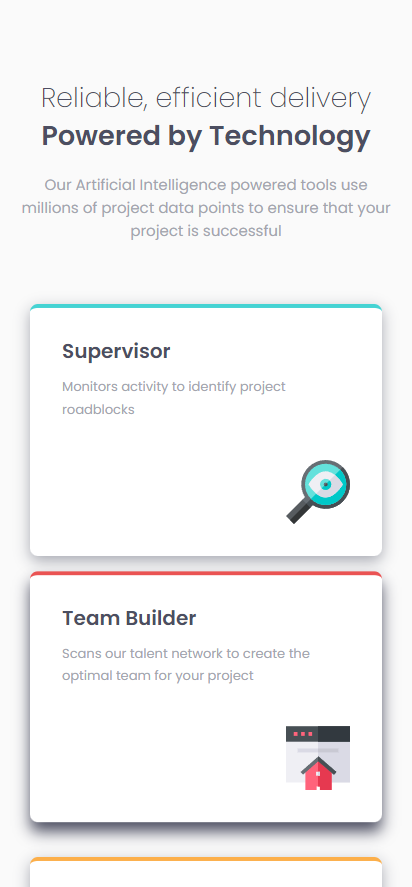 Reliable, efficient delivery
Powered by Technology
Our Artificial Intelligence powered tools use
millions of project data points to ensure that your
project is successful
Supervisor
Monitors activity to identify project
roadblocks
Team Builder
Scans our talent network to create the
optimal team for your project